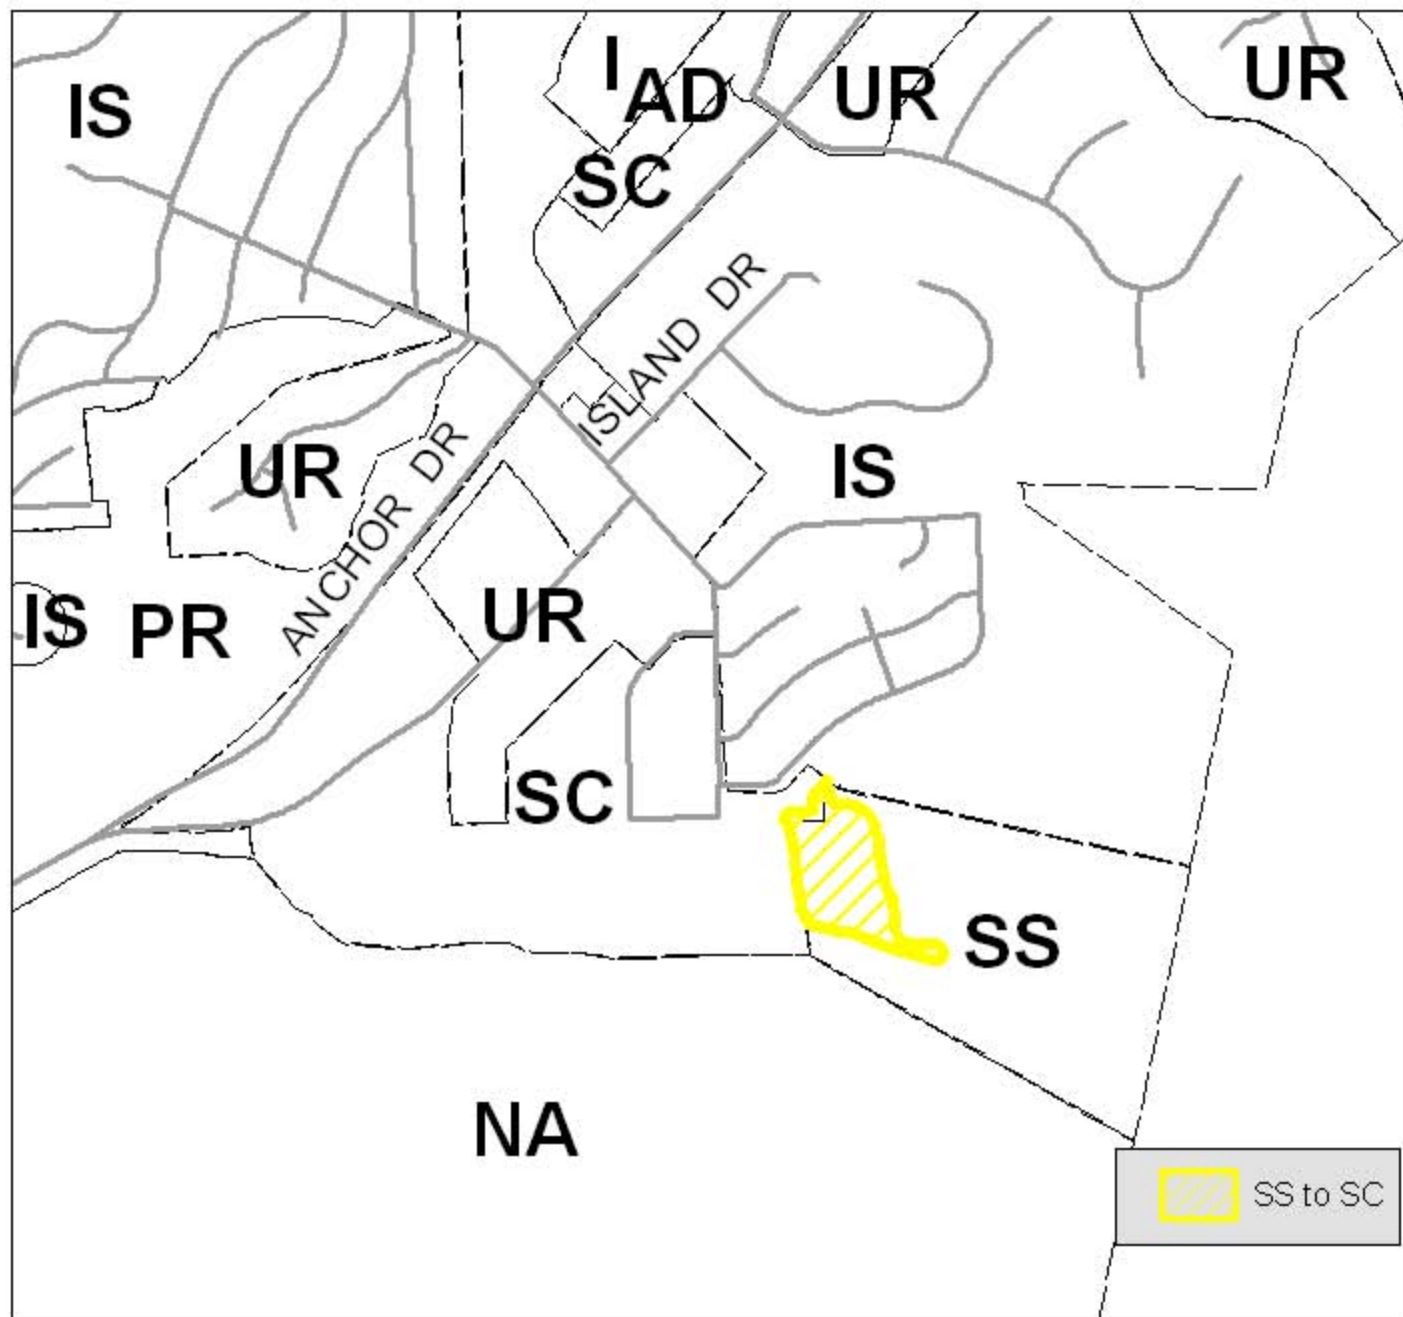 I
AD
UR
UR
IS
SC
ISLAND DR
UR
ANCHOR DR
IS
IS
PR
UR
SC
SS
NA
SS to SC